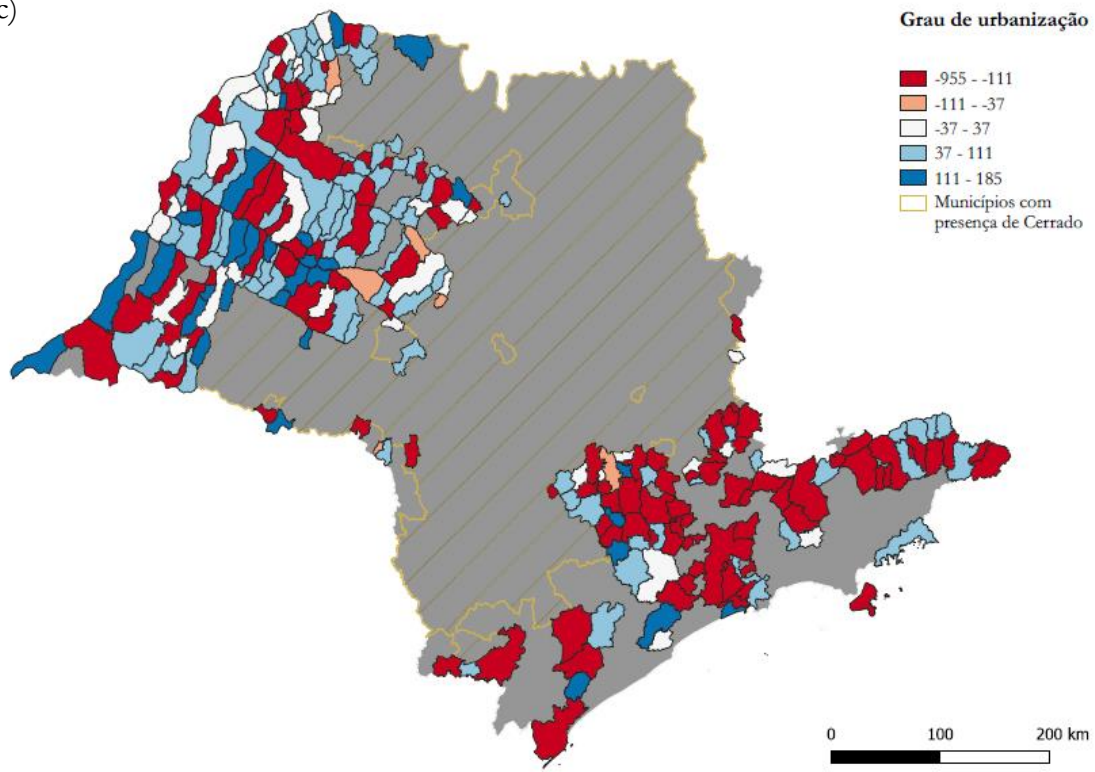 c)
Grau de urbanização
-955 - -111
-111 - -37
-37 - 37
37 - 111
111 - 185
Municípios com
presença de Cerrado
0 100 200 km